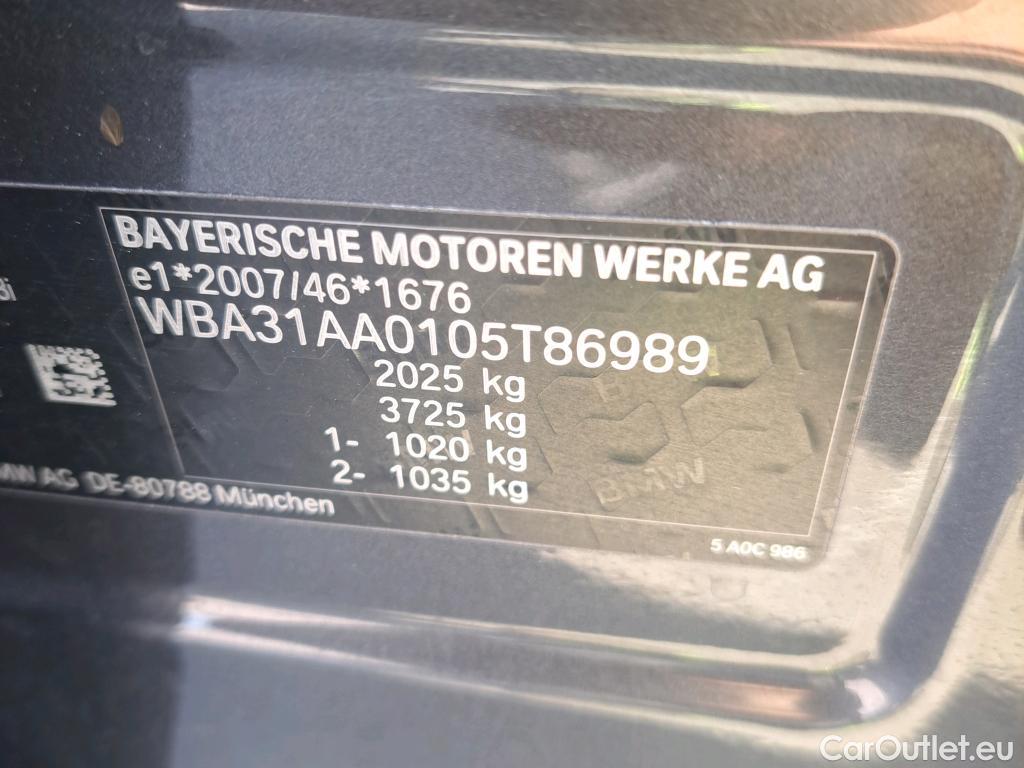 BAYERISCHE MOTOREN WERKE AG
e1*2007/46*1676
WBA31AA0105T86989
2025 kg
3725 kg
1- 1020 kg
2- 1035 kg
BMW
MW AG DE-80788 München
5 A0C 986
CarOutlet.eu